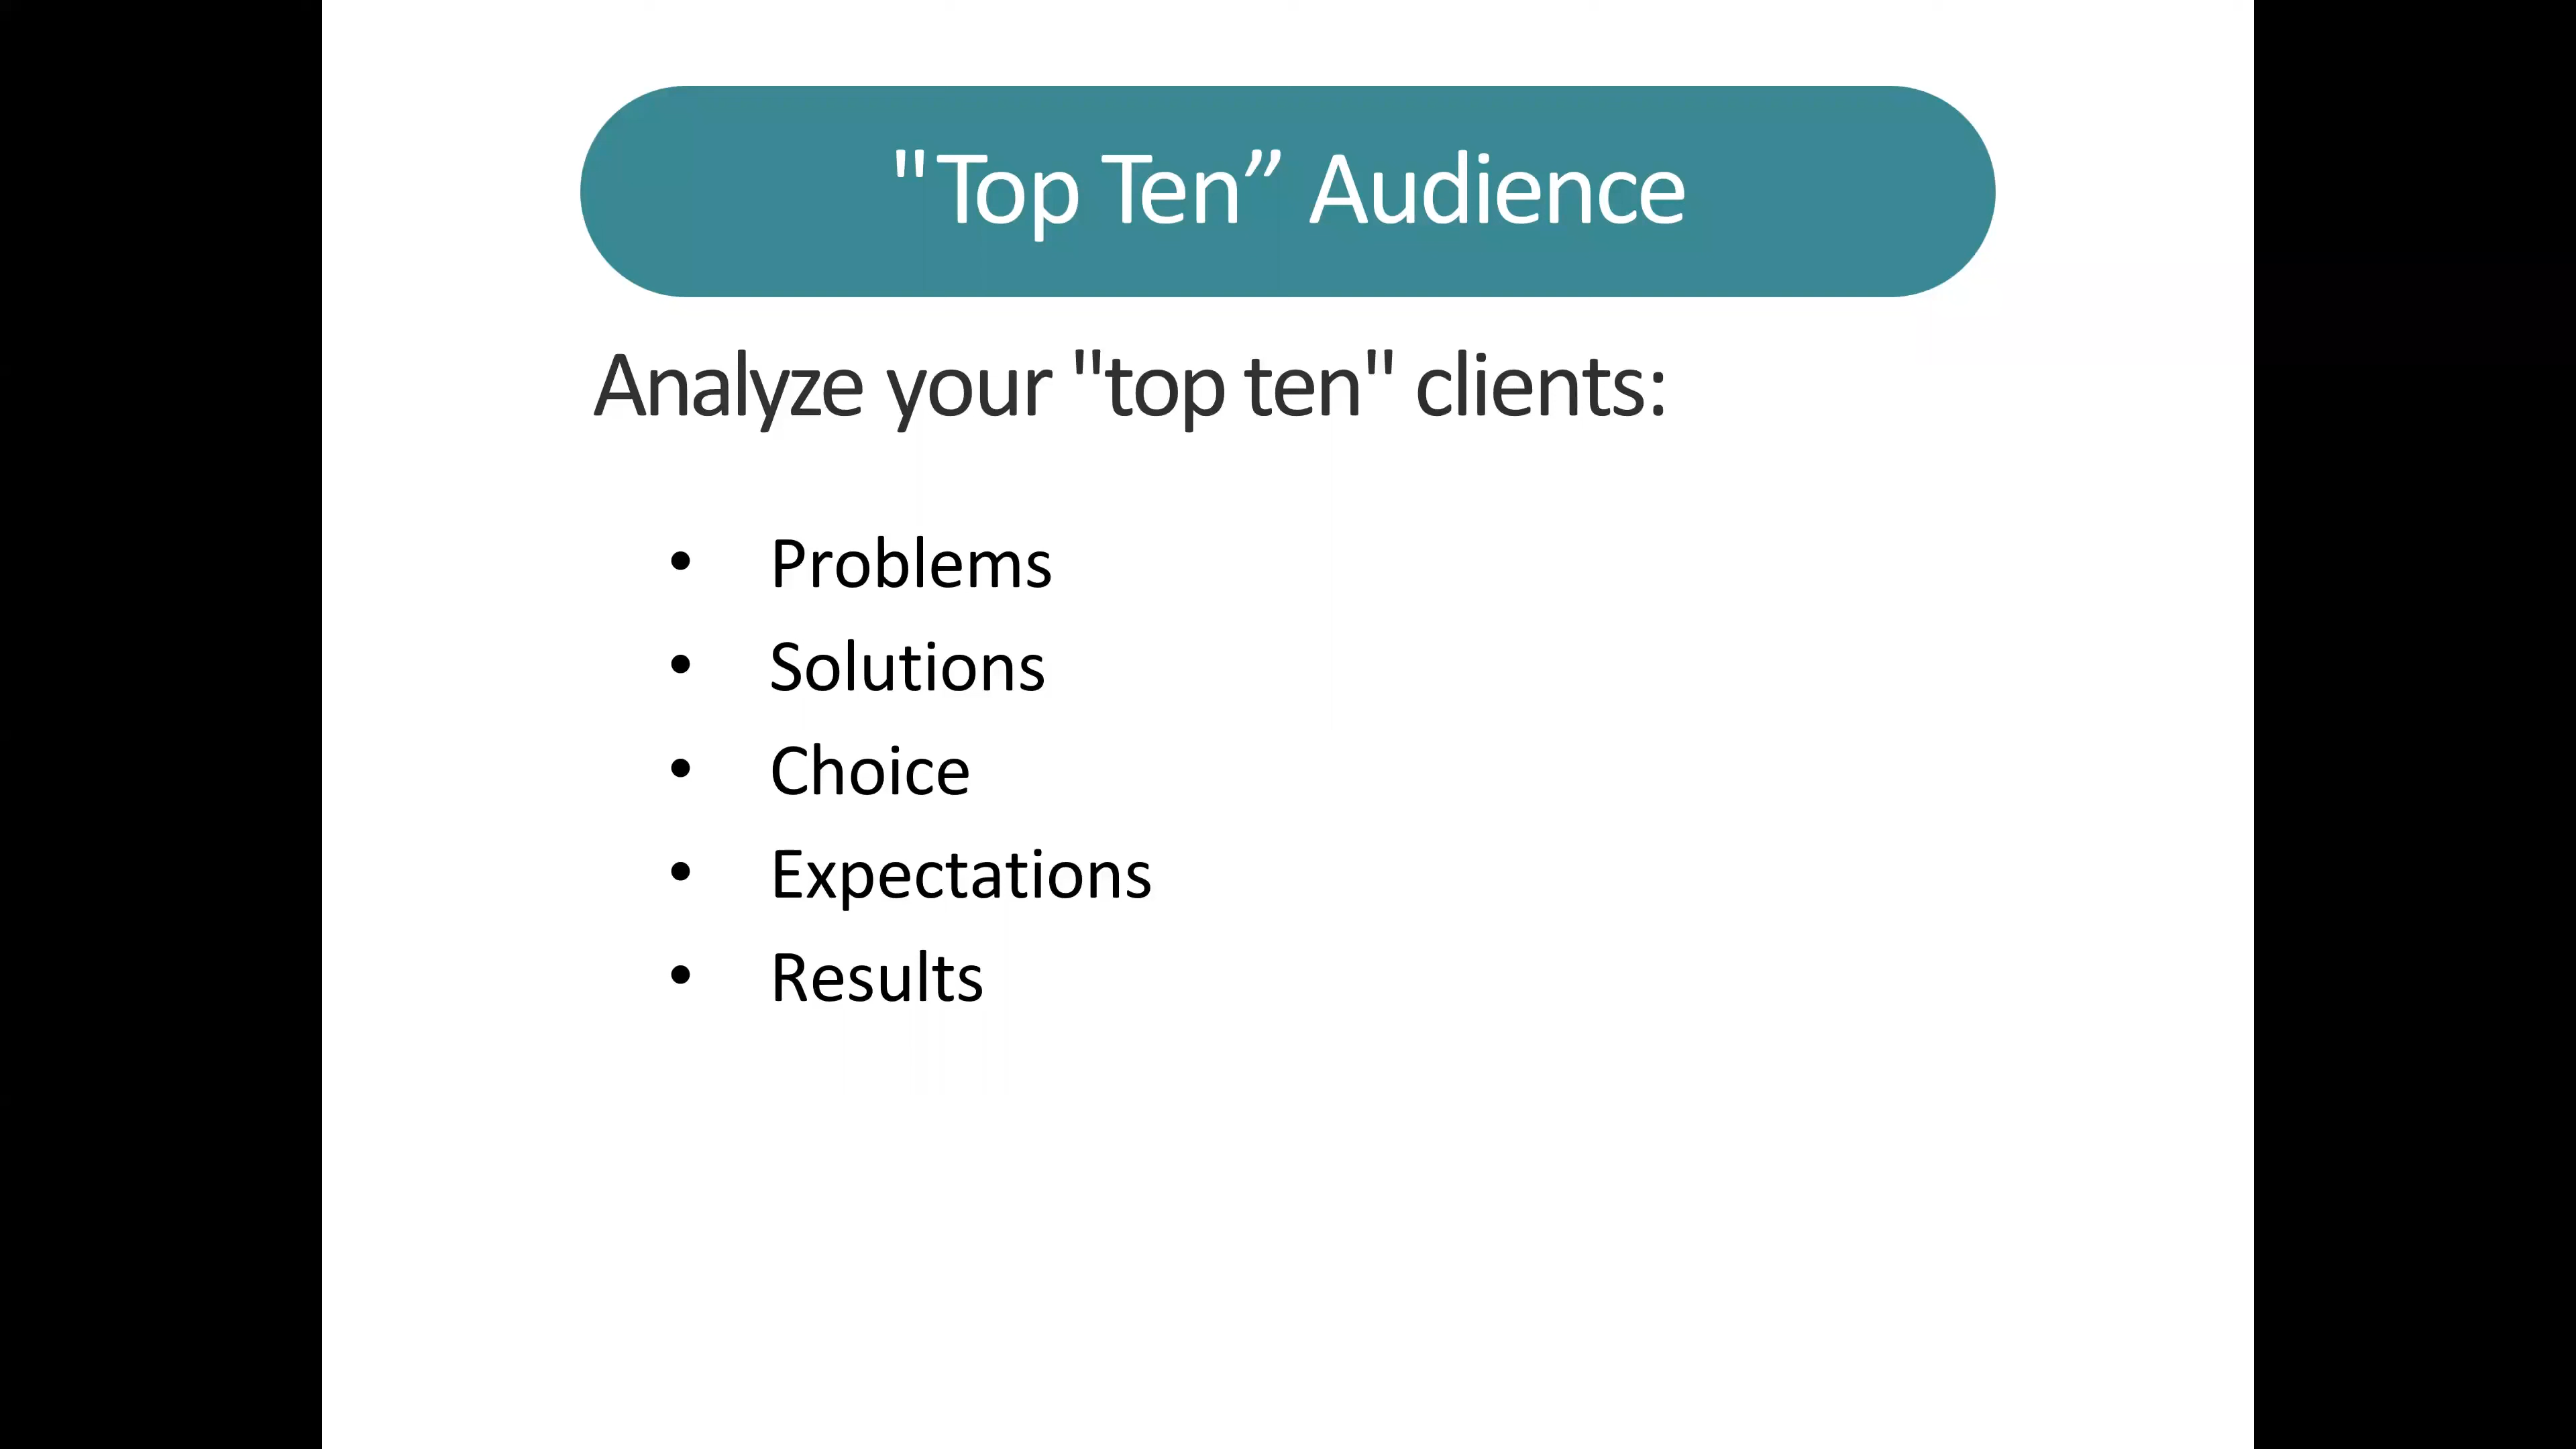 "Top Ten” Audience
Analyze your "top ten" clients:
• Problems
• Solutions
• Choice
• Expectations
• Results